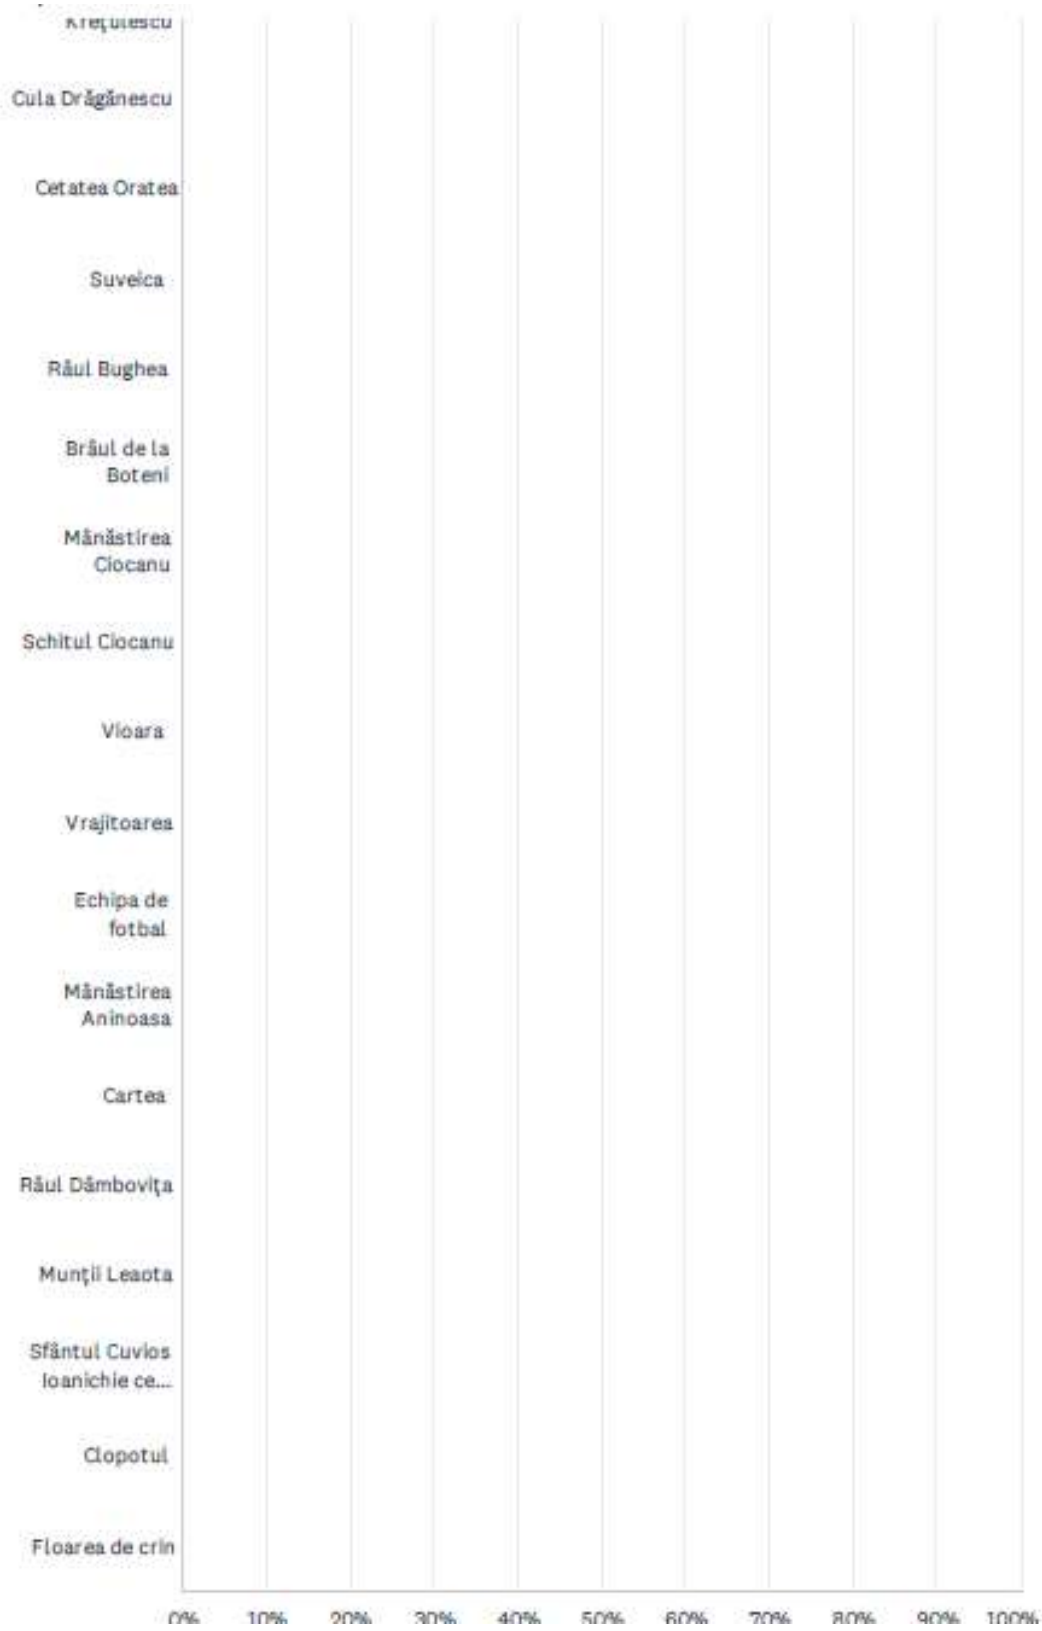 Krețulescu
Cula Drăgănescu
Cetatea Oratea
Suveica
Râul Bughea
Brâul de la
Boteni
Mânăstirea
Ciocanu
Schitul Ciocanu
Vioara
Vrajitoarea
Echipa de
fotbal
Mânăstirea
Aninoasa
Cartea
Râul Dâmbovița
Munții Leaota
Sfântul Cuvios
Ioanichie ce...
Clopotul
Floarea de crin
0% 10% 20% 30% 40% 50% 60% 70% 80% 90% 100%